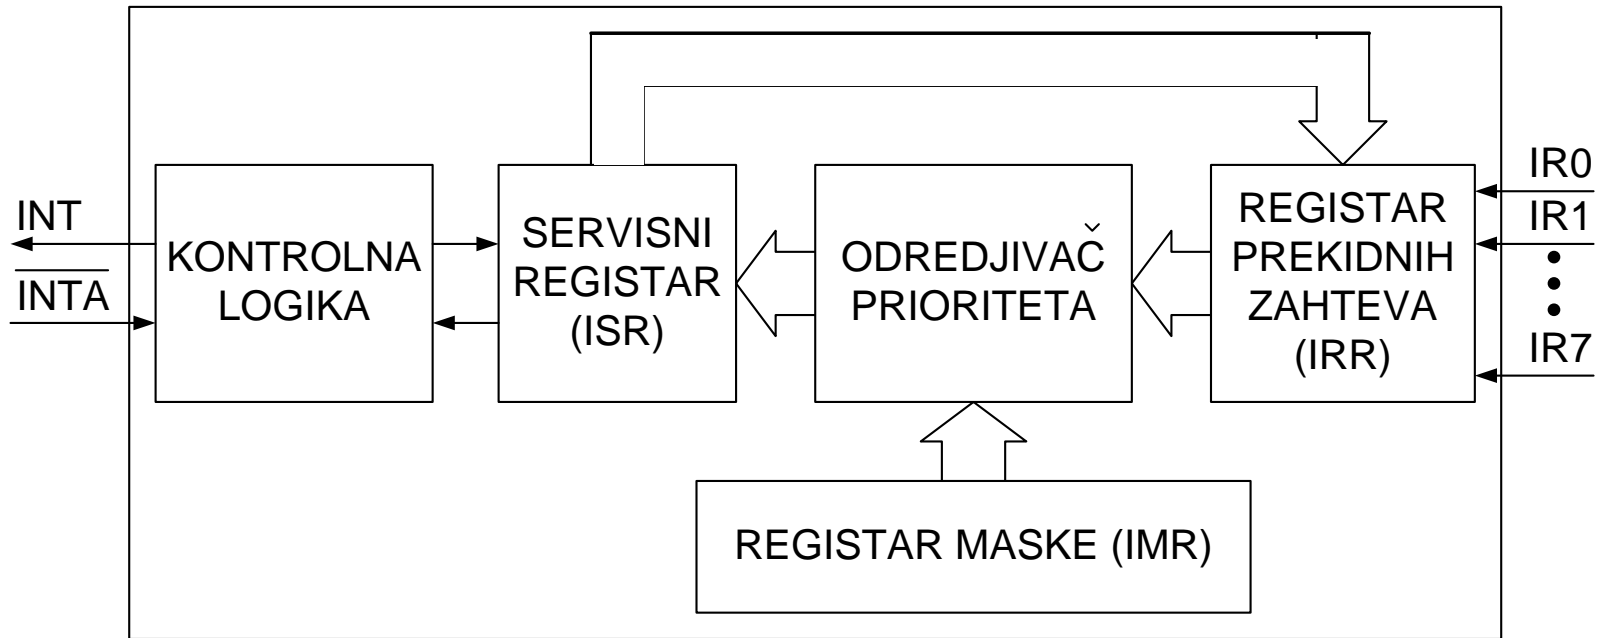 INT
INTA
KONTROLNA
LOGIKA
SERVISNI
REGISTAR
(ISR)
ODREDJIVAČ
PRIORITETA
REGISTAR
PREKIDNIH
ZAHTEVA
(IRR)
IR0
IR1
IR7
REGISTAR MASKE (IMR)